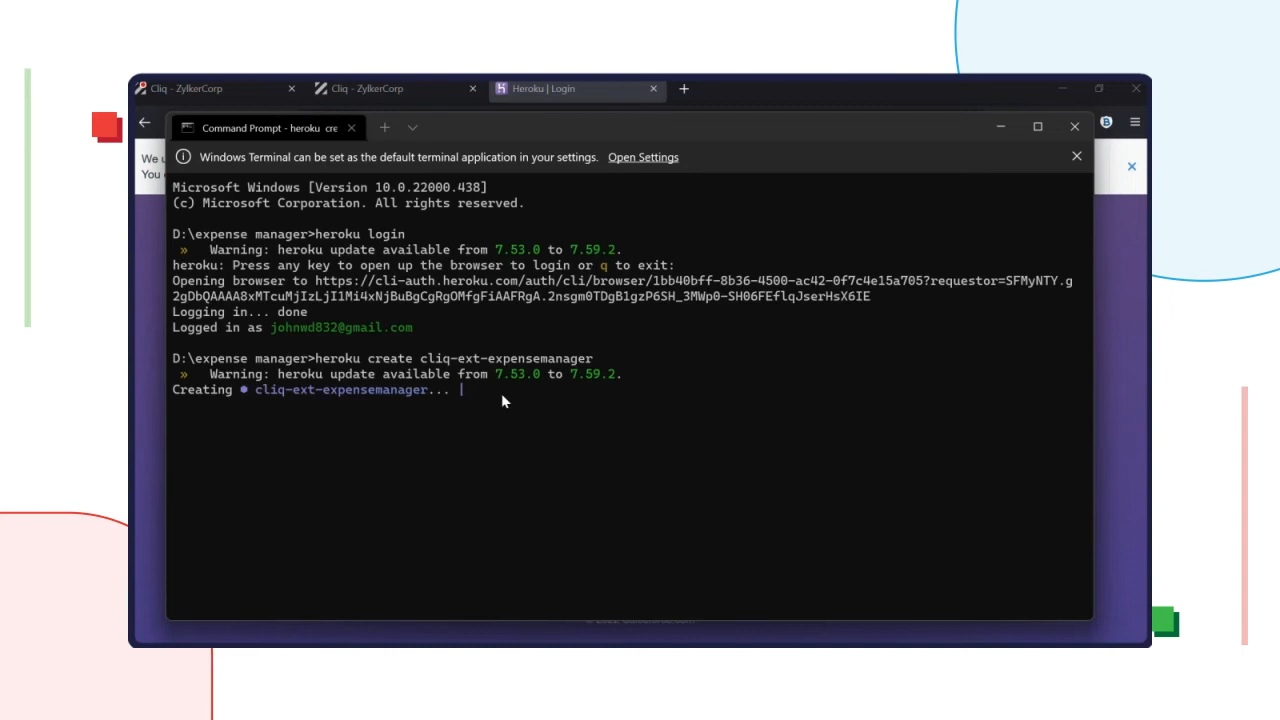 Cliq - ZylkerCorp
Cliq - ZylkerCorp
Heroku | Login
Command Prompt - heroku cre
We u
You
Windows Terminal can be set as the default terminal application in your settings. Open Settings
Microsoft Windows [Version 10.0.22000.438]
(c) Microsoft Corporation. All rights reserved.
D:\expense manager>heroku login
» Warning: heroku update available from 7.53.0 to 7.59.2.
heroku: Press any key to open up the browser to login or q to exit:
Opening browser to https://cli-auth.heroku.com/auth/cli/browser/1bb40bff-8b36-4500-ac42-0f7c4e15a705?requestor=SFMyNTY.g
2gDbQAAAA8xMTcuMjIzLjI1Mi4xNjBuBgCgRgOMfgFiAAFRgA.2nsgm0TDgB1gzP6SH_3MWp0-SH06FEflqJserHsX6IE
Logging in... done
Logged in as johnwd832@gmail.com
D:\expense manager>heroku create cliq-ext-expensemanager
» Warning: heroku update available from 7.53.0 to 7.59.2.
Creating ⬢ cliq-ext-expensemanager...